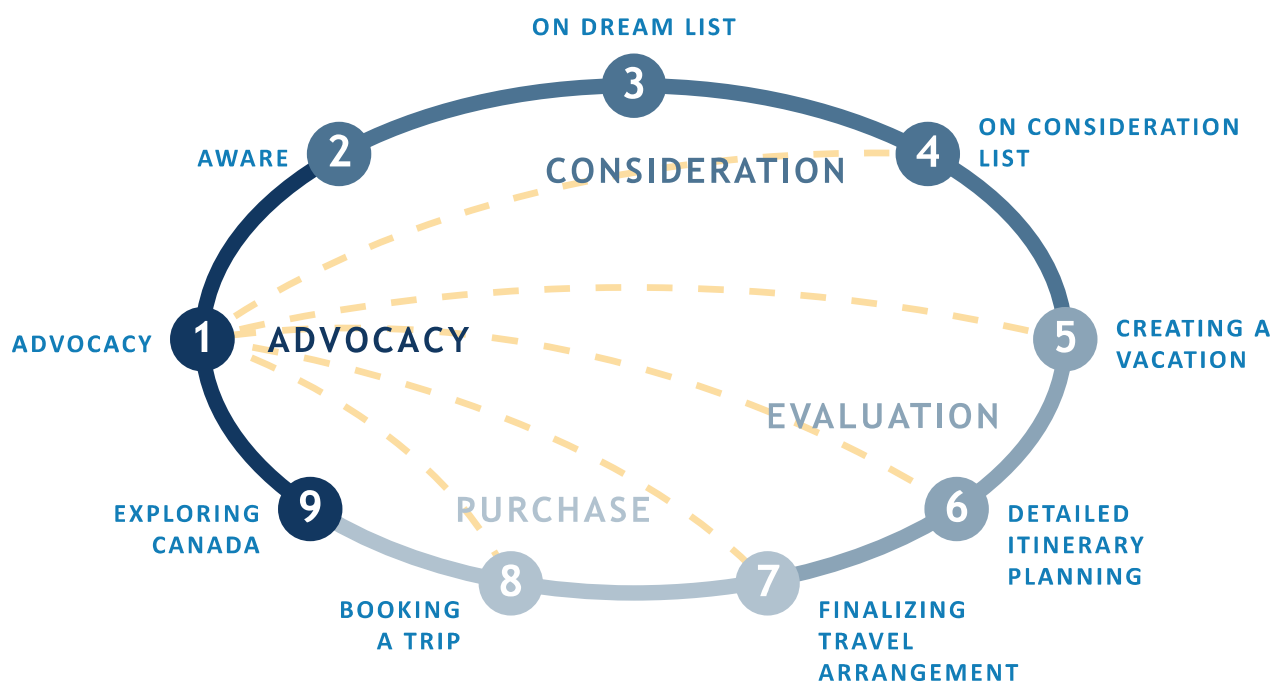 ON DREAM LIST
3
ON CONSIDERATION
LIST
2
AWARE
4
CONSIDERATION
1
ADVOCACY
ADVOCACY
5
CREATING A
VACATION
EVALUATION
9
EXPLORING
CANADA
PURCHASE
6
DETAILED
ITINERARY
PLANNING
8
BOOKING
A TRIP
7
FINALIZING
TRAVEL
ARRANGEMENT